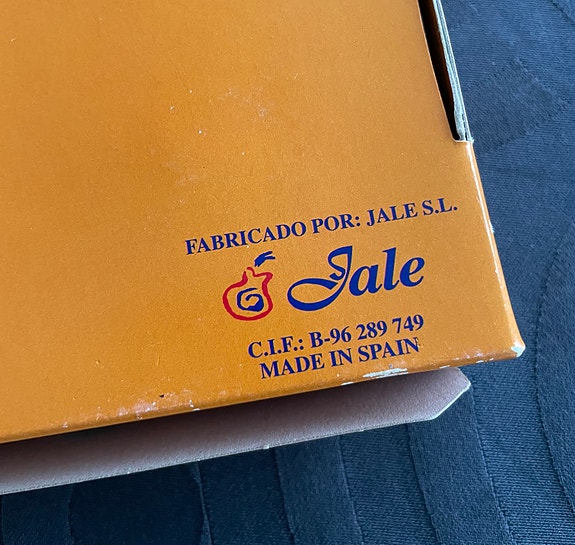 FABRICADO POR: JALE S.L.
Jale
C.I.F.: B-96 289 749
MADE IN SPAIN